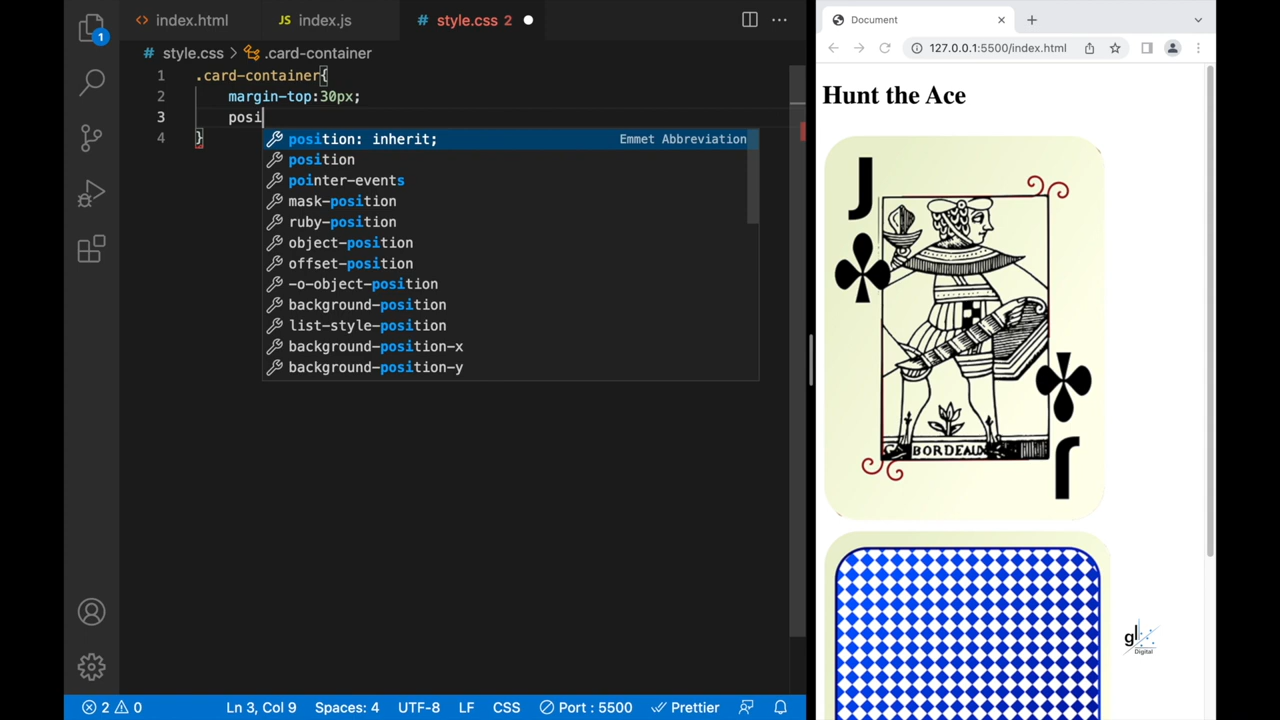 index.html
JS index.js
# style.css 2
# style.css > .card-container
1 .card-container{
2 margin-top:30px;
3 posi
4 }
position: inherit; Emmet Abbreviation
position
pointer-events
mask-position
ruby-position
object-position
offset-position
-o-object-position
background-position
list-style-position
background-position-x
background-position-y
1
2 0
Ln 3, Col 9
Spaces: 4
UTF-8
LF
CSS
Port : 5500
Prettier
Document
127.0.0.1:5500/index.html
Hunt the Ace
J
BORDEAUX
J
gl
Digital